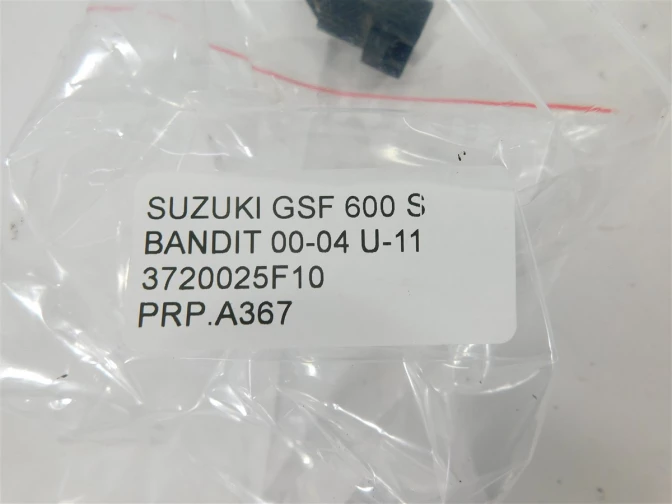 SUZUKI GSF 600 S
BANDIT 00-04 U-11
3720025F10
PRP.A367